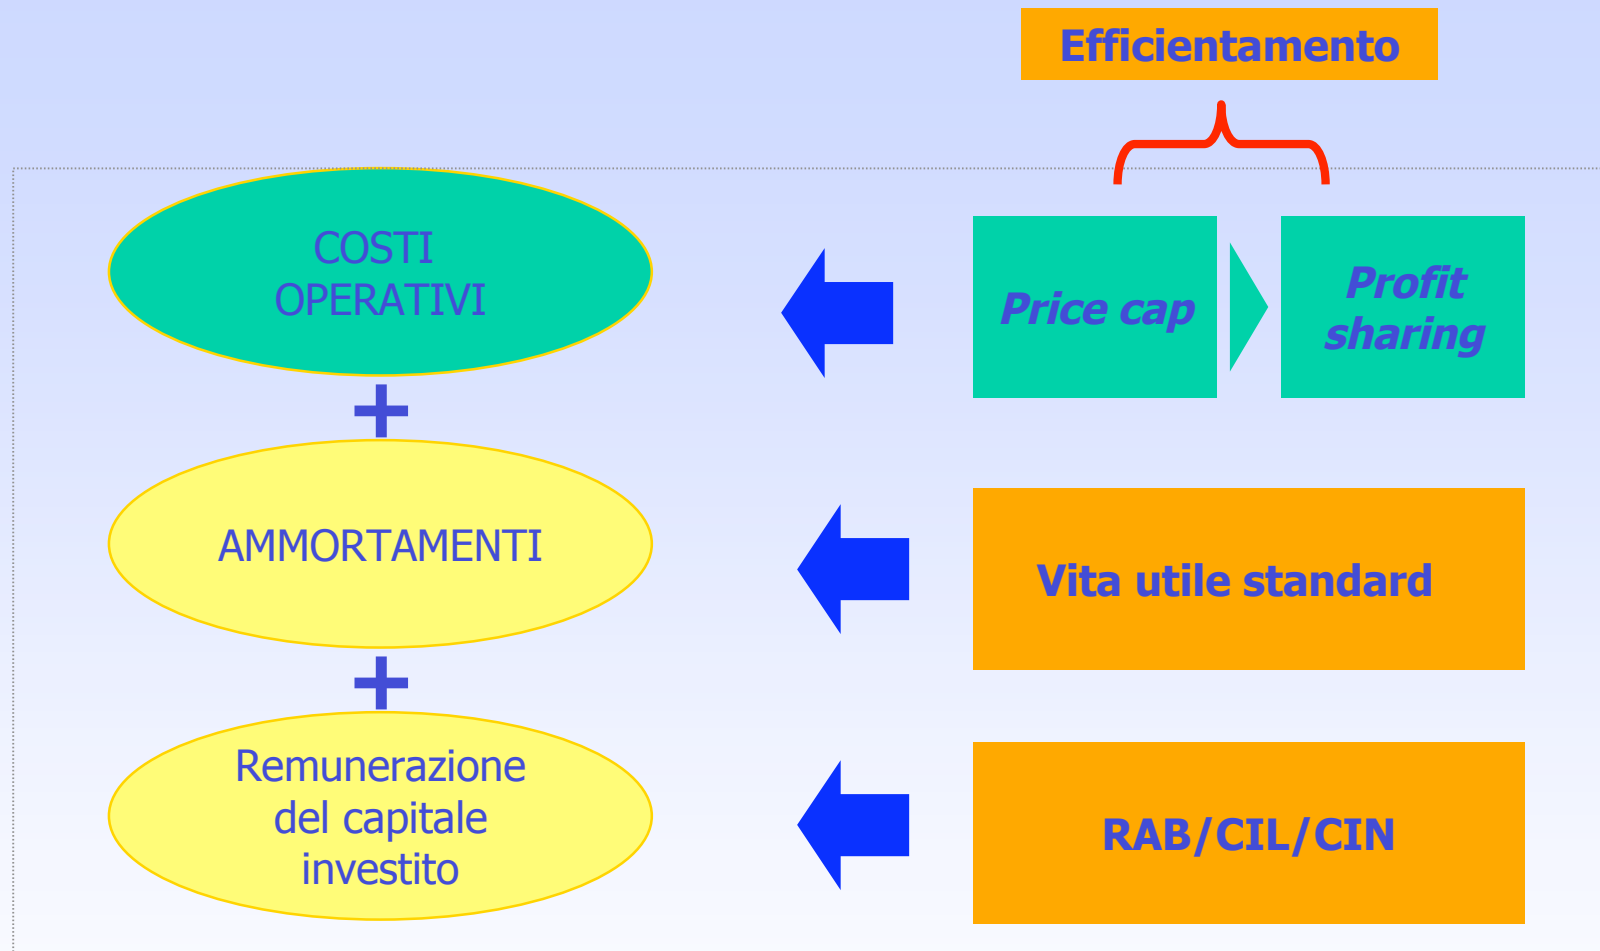 Efficientamento
COSTI
OPERATIVI
Price cap
Profit
sharing
+
AMMORTAMENTI
Vita utile standard
+
Remunerazione
del capitale
investito
RAB/CIL/CIN